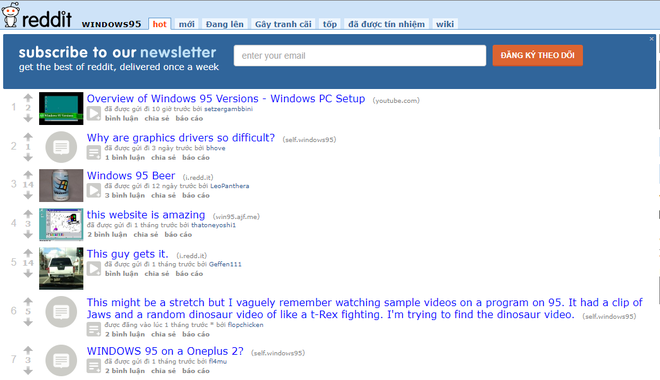 reddit WINDOWS95 hot mới Đang lên Gây tranh cãi tốp đã được tín nhiệm wiki
subscribe to our newsletter
get the best of reddit, delivered once a week
enter your email
ĐĂNG KÝ THEO DÕI
1 2 Overview of Windows 95 Versions - Windows PC Setup (youtube.com)
đã được gửi đi 10 giờ trước bởi setzergambbini
bình luận chia sẻ báo cáo
2 1 Why are graphics drivers so difficult? (self.windows95)
đã được gửi đi 3 ngày trước bởi bhove
1 bình luận chia sẻ báo cáo
3 14 Windows 95 Beer (i.redd.it)
đã được gửi đi 12 ngày trước bởi LeoPanthera
3 bình luận chia sẻ báo cáo
4 3 this website is amazing (win95.ajf.me)
đã được gửi đi 1 tháng trước bởi thatoneyoshi1
2 bình luận chia sẻ báo cáo
5 14 This guy gets it. (i.redd.it)
đã được gửi đi 1 tháng trước bởi Geffen111
bình luận chia sẻ báo cáo
6 5 This might be a stretch but I vaguely remember watching sample videos on a program on 95. It had a clip of
Jaws and a random dinosaur video of like a t-Rex fighting. I'm trying to find the dinosaur video. (self.windows95)
được đăng vào lúc 1 tháng trước * bởi flopchicken
2 bình luận chia sẻ báo cáo
7 3 WINDOWS 95 on a Oneplus 2? (self.windows95)
đã được gửi đi 1 tháng trước bởi fl4mu
2 bình luận chia sẻ báo cáo